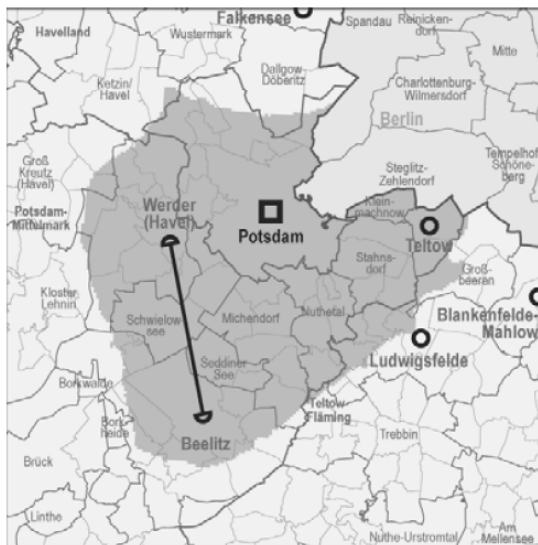 Falkensee
Spandau
Reinicken-
dorf
Havelland
Wustermark
Mitte
Dallgow-
Döberitz
Ketzin/
Havel
Charlottenburg-
Wilmersdorf
Berlin
Groß
Kreutz
(Havel)
Steglitz-
Zehlendorf
Tempelhof-
Schöne-
berg
Werder
(Havel)
Klein-
machnow
Potsdam-
Mittelmark
Potsdam
Teltow
Stahns-
dorf
Groß-
beeren
Kloster
Lehnin
Schwielow-
see
Michendorf
Nuthetal
Blankenfelde-
Mahlow
Ludwigsfelde
Seddiner
See
Borkwalde
Teltow
Fläming
Bork-
heide
Beelitz
Trebbin
Brück
Linthe
Nuthe-Urstromtal
Am
Mellensee